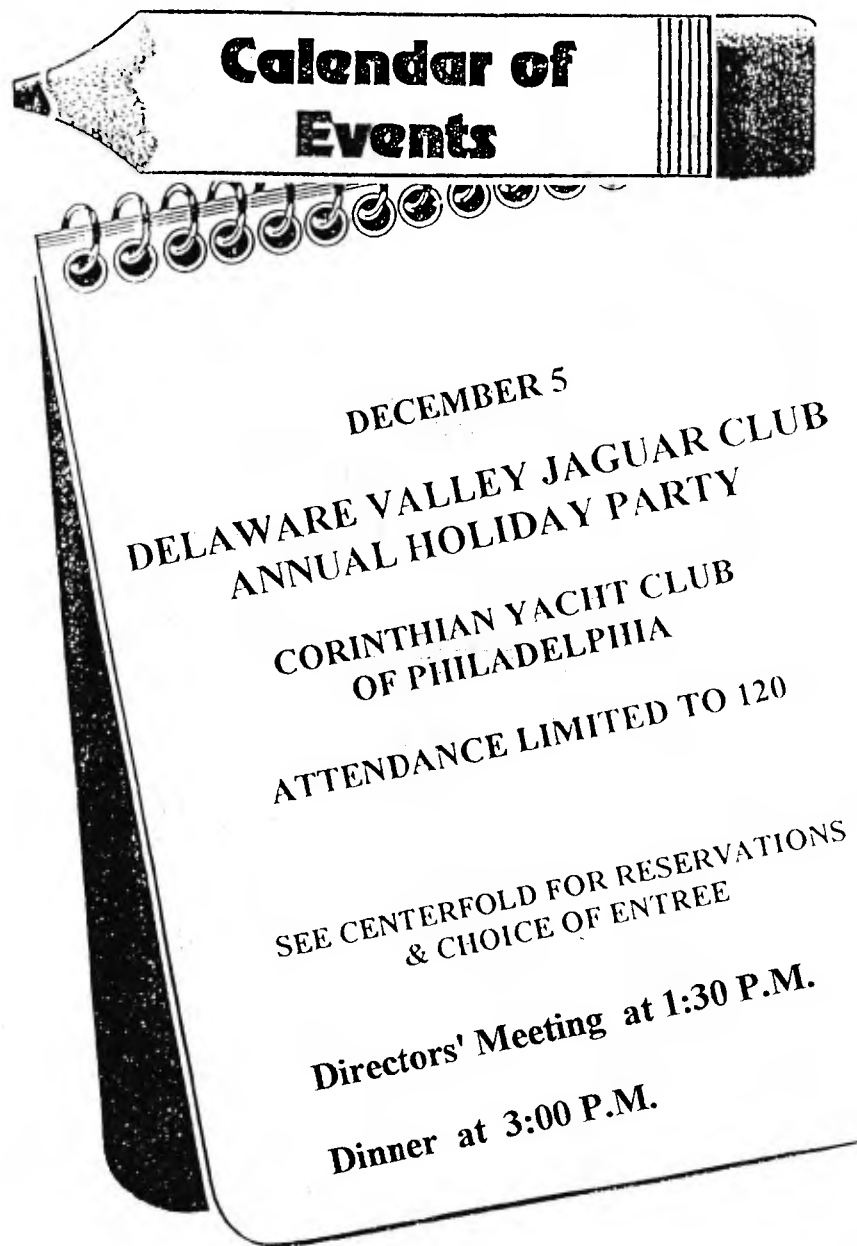 Calendar of
Events
DECEMBER 5
DELAWARE VALLEY JAGUAR CLUB
ANNUAL HOLIDAY PARTY
CORINTHIAN YACHT CLUB
OF PHILADELPHIA
ATTENDANCE LIMITED TO 120
SEE CENTERFOLD FOR RESERVATIONS
& CHOICE OF ENTREE
Directors' Meeting at 1:30 P.M.
Dinner at 3:00 P.M.